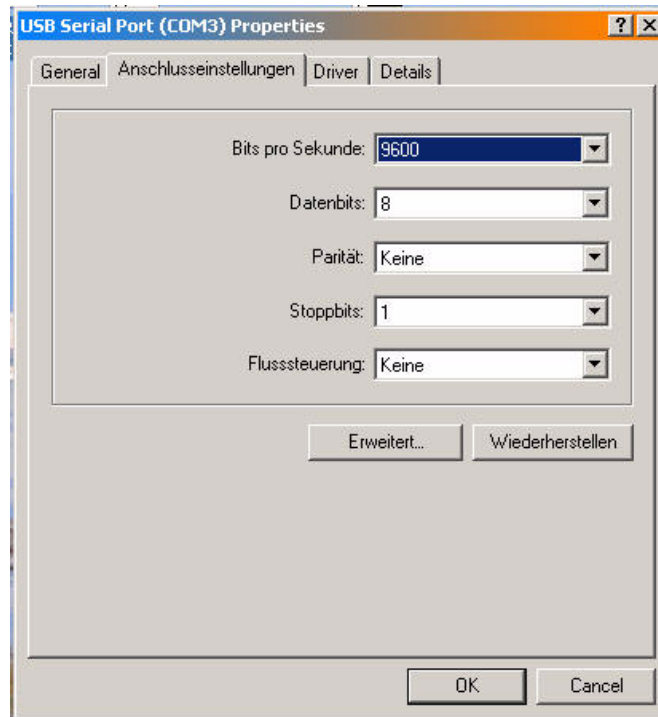 USB Serial Port (COM3) Properties
General Anschlusseinstellungen Driver Details
Bits pro Sekunde: 9600
Datenbits: 8
Parität: Keine
Stoppbits: 1
Flusssteuerung: Keine
Erweitert... Wiederherstellen
OK Cancel